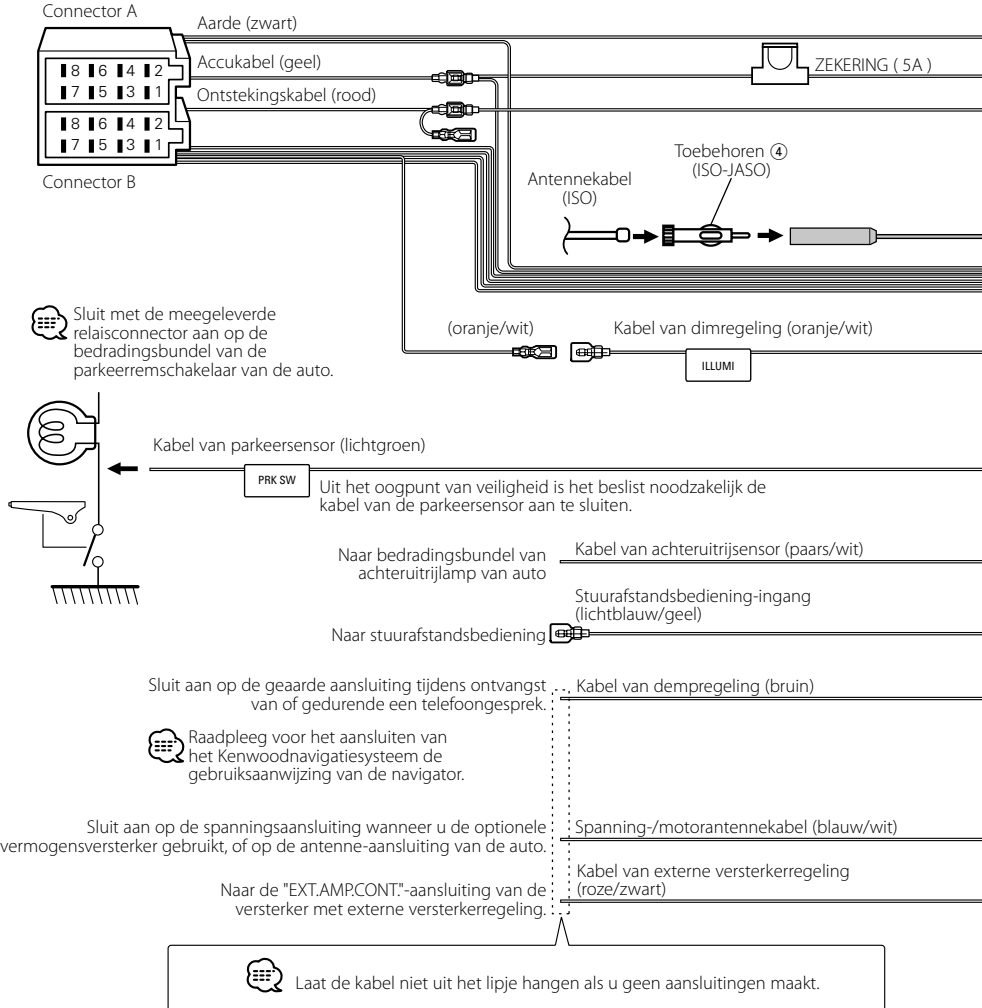 Connector A
Aarde (zwart)
Accukabel (geel)
ZEKERING ( 5A )
8 6 4 2
7 5 3 1
Ontstekingskabel (rood)
8 6 4 2
7 5 3 1
Connector B
Toebehoren ④
(ISO-JASO)
Antennekabel
(ISO)
Sluit met de meegeleverde
relaisconnector aan op de
bedradingsbundel van de
parkeerremschakelaar van de auto.
(oranje/wit)
Kabel van dimregeling (oranje/wit)
ILLUMI
Kabel van parkeersensor (lichtgroen)
PRK SW
Uit het oogpunt van veiligheid is het beslist noodzakelijk de
kabel van de parkeersensor aan te sluiten.
Naar bedradingsbundel van
achteruitrijlamp van auto
Kabel van achteruitrijsensor (paars/wit)
Stuurafstandsbediening-ingang
(lichtblauw/geel)
Naar stuurafstandsbediening
Sluit aan op de geaarde aansluiting tijdens ontvangst
van of gedurende een telefoongesprek.
Kabel van dempregeling (bruin)
Raadpleeg voor het aansluiten van
het Kenwoodnavigatiesysteem de
gebruiksaanwijzing van de navigator.
Sluit aan op de spanningsaansluiting wanneer u de optionele
vermogensversterker gebruikt, of op de antenne-aansluiting van de auto.
Spanning-/motorantennekabel (blauw/wit)
Kabel van externe versterkerregeling
(roze/zwart)
Naar de "EXT.AMP.CONT."-aansluiting van de
versterker met externe versterkerregeling.
Laat de kabel niet uit het lipje hangen als u geen aansluitingen maakt.